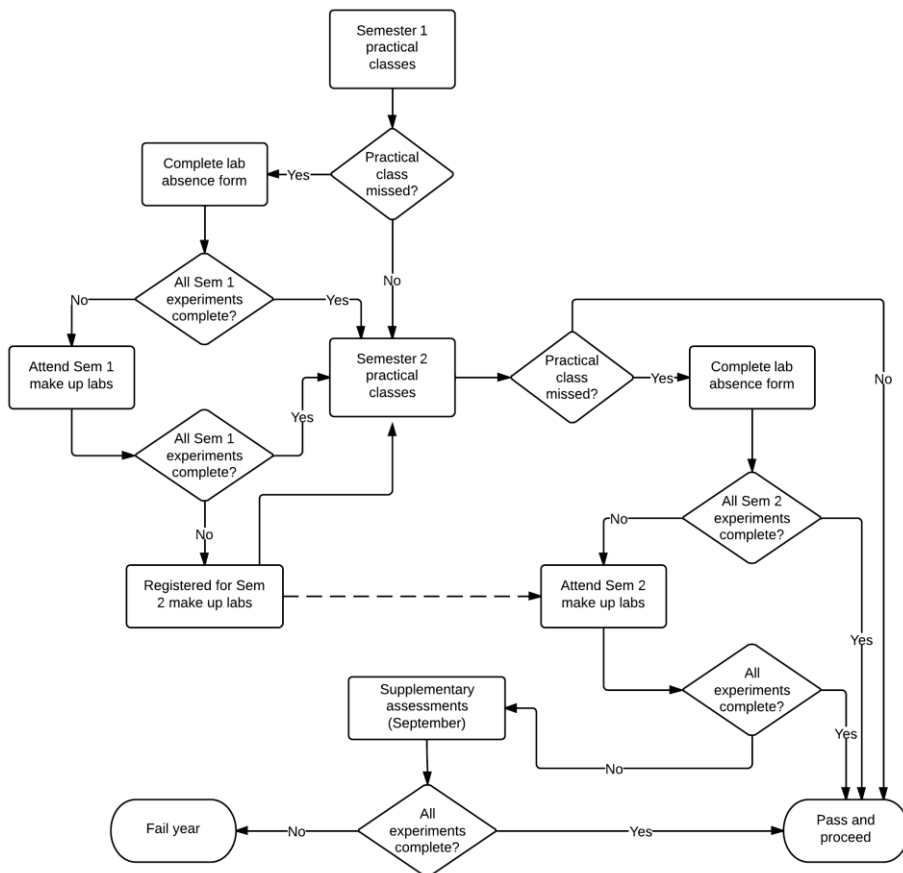 Semester 1
practical
classes
Practical
class
missed?
Yes
Complete lab
absence form
No
All Sem 1
experiments
complete?
No
Yes
Attend Sem 1
make up labs
Semester 2
practical
classes
Practical
class
missed?
Yes
Complete lab
absence form
No
All Sem 1
experiments
complete?
Yes
No
Registered for Sem
2 make up labs
All Sem 2
experiments
complete?
No
Yes
Attend Sem 2
make up labs
All
experiments
complete?
Yes
No
Supplementary
assessments
(September)
All
experiments
complete?
No
Yes
Fail year
Pass and
proceed